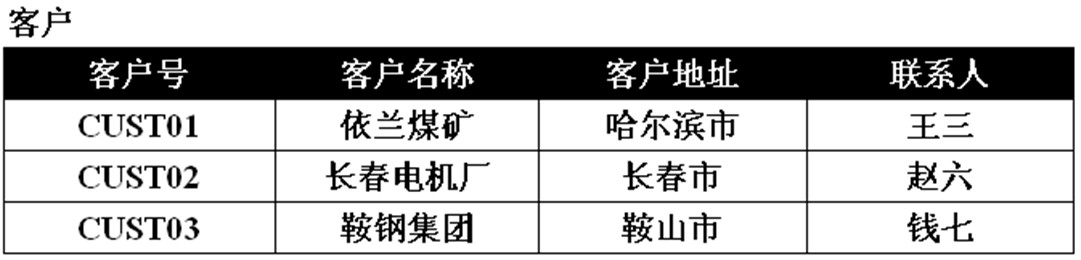 客户
客户号 客户名称 客户地址 联系人
CUST01 依兰煤矿 哈尔滨市 王三
CUST02 长春电机厂 长春市 赵六
CUST03 鞍钢集团 鞍山市 钱七